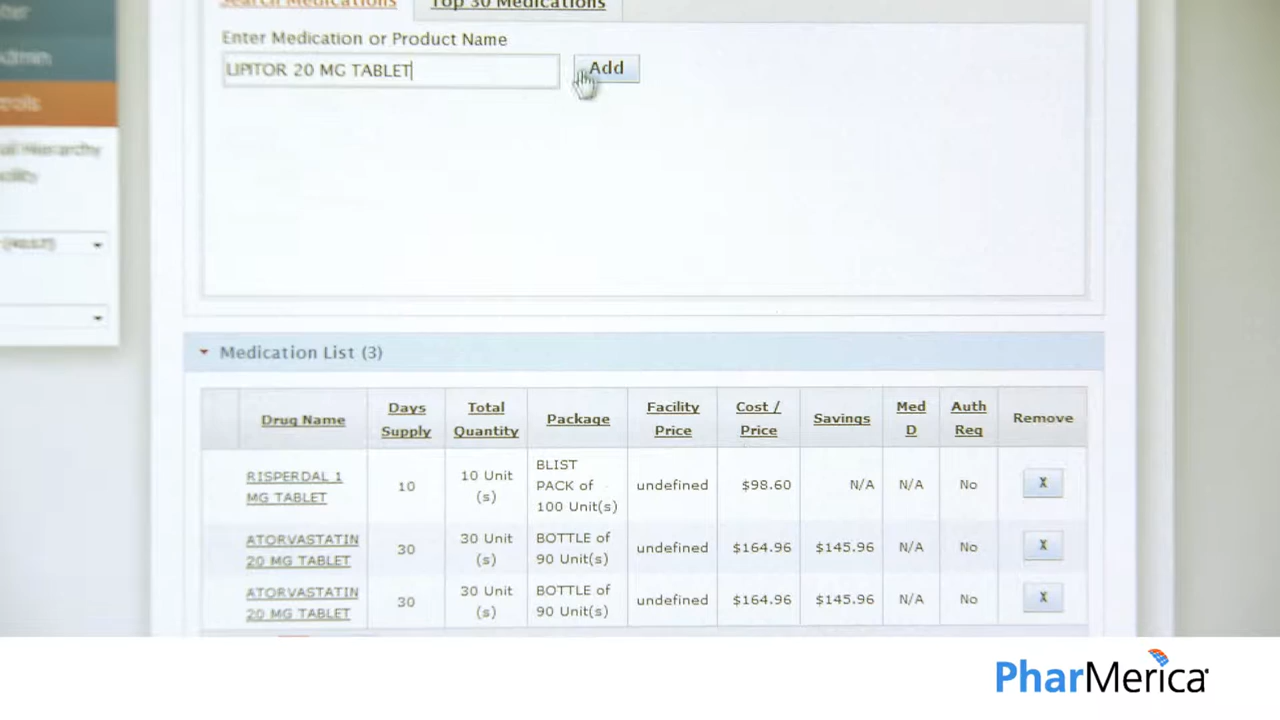 Search Medications
Top 30 Medications
Enter Medication or Product Name
LIPITOR 20 MG TABLET
Add
Medication List (3)
Drug Name
Days Supply
Total Quantity
Package
Facility Price
Cost / Price
Savings
Med D
Auth Req
Remove
RISPERDAL 1 MG TABLET
10
10 Unit (s)
BLIST PACK of 100 Unit(s)
undefined
$98.60
N/A
N/A
No
X
ATORVASTATIN 20 MG TABLET
30
30 Unit (s)
BOTTLE of 90 Unit(s)
undefined
$164.96
$145.96
N/A
No
X
ATORVASTATIN 20 MG TABLET
30
30 Unit (s)
BOTTLE of 90 Unit(s)
undefined
$164.96
$145.96
N/A
No
X
Hierarchy
PharMerica